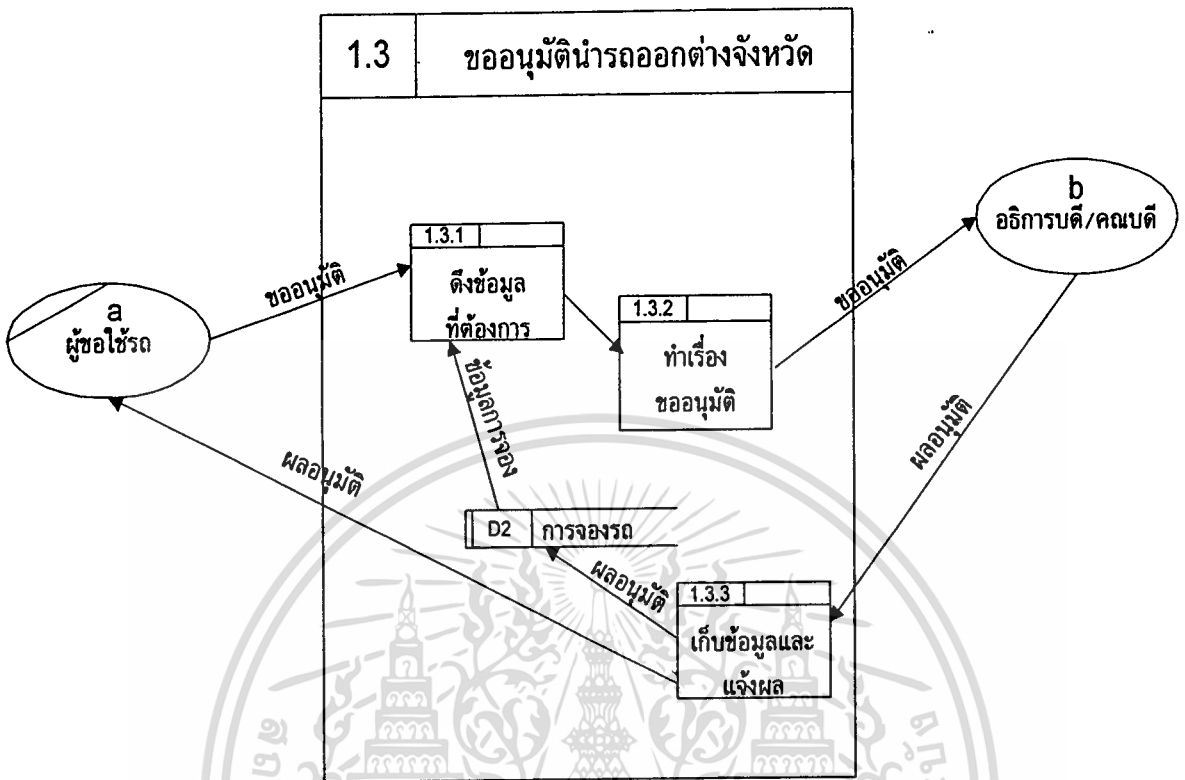 1.3 ขออนุมัตินำรถออกต่างจังหวัด
b
อธิการบดี/คณบดี
1.3.1
ดึงข้อมูล
ที่ต้องการ
ขออนุมัติ
ขออนุมัติ
a
ผู้ขอใช้รถ
1.3.2
ทำเรื่อง
ขออนุมัติ
ข้อมูลการจอง
ผลอนุมัติ
ผลอนุมัติ
D2 การจองรถ
ผลอนุมัติ
1.3.3
เก็บข้อมูลและ
แจ้งผล